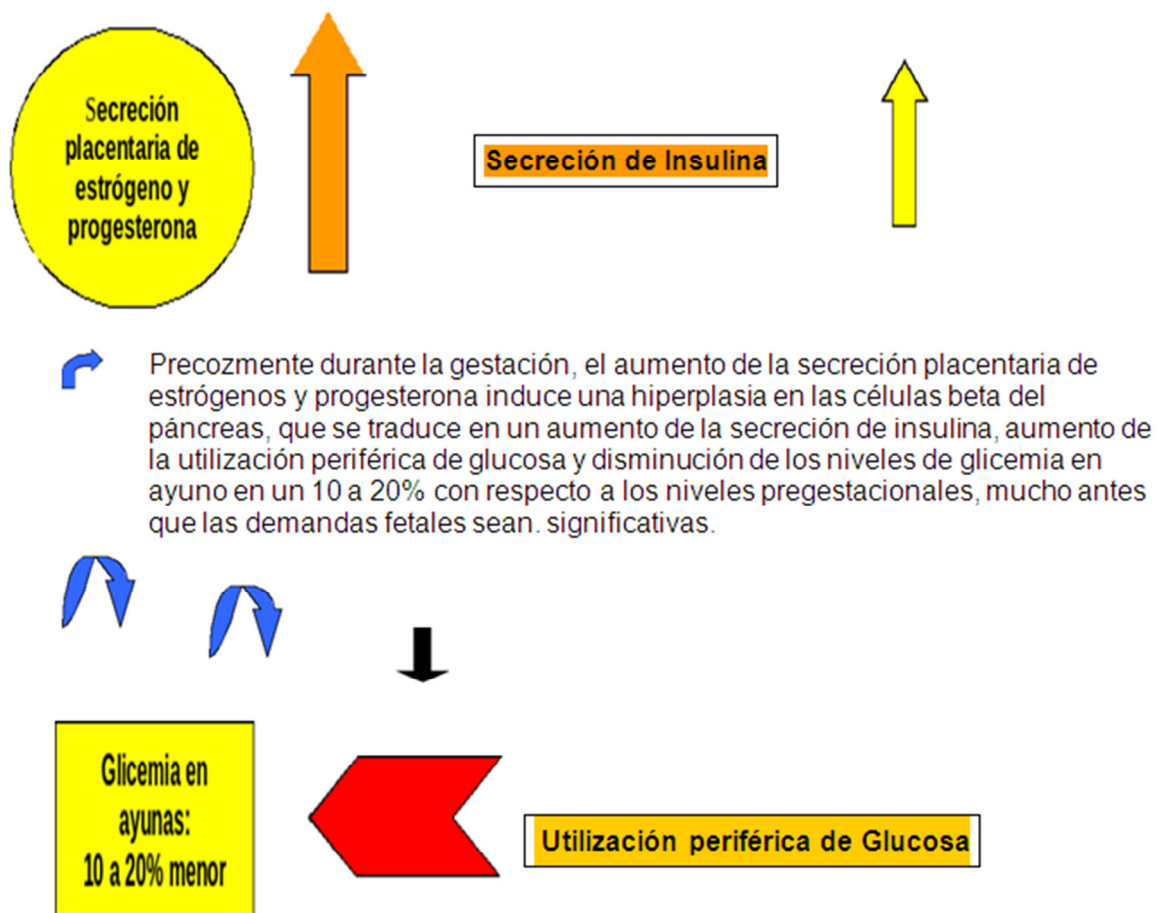 Secreción
placentaria de
estrógeno y
progesterona
Secreción de Insulina
Precozmente durante la gestación, el aumento de la secreción placentaria de
estrógenos y progesterona induce una hiperplasia en las células beta del
páncreas, que se traduce en un aumento de la secreción de insulina, aumento de
la utilización periférica de glucosa y disminución de los niveles de glicemia en
ayuno en un 10 a 20% con respecto a los niveles pregestacionales, mucho antes
que las demandas fetales sean. significativas.
Glicemia en
ayunas:
10 a 20% menor
Utilización periférica de Glucosa